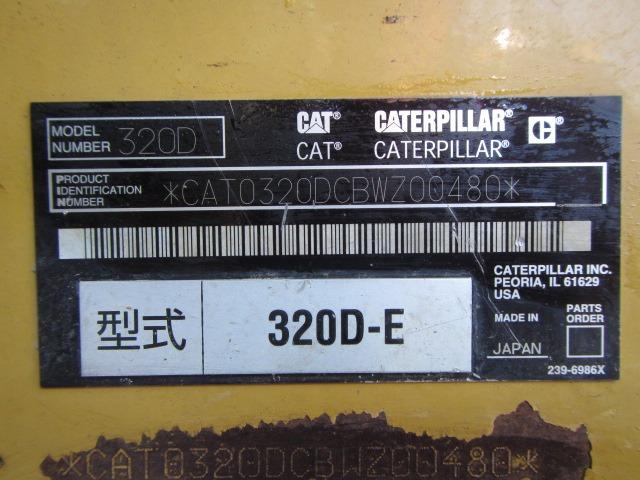 MODEL NUMBER 320D
CAT® CATERPILLAR® C®
CAT® CATERPILLAR®
PRODUCT IDENTIFICATION NUMBER *CAT0320DCBWZ00480*
CATERPILLAR INC.
PEORIA, IL 61629
USA
型式 320D-E
MADE IN PARTS ORDER
JAPAN
239-6986X
*CAT0320DCBWZ00480*